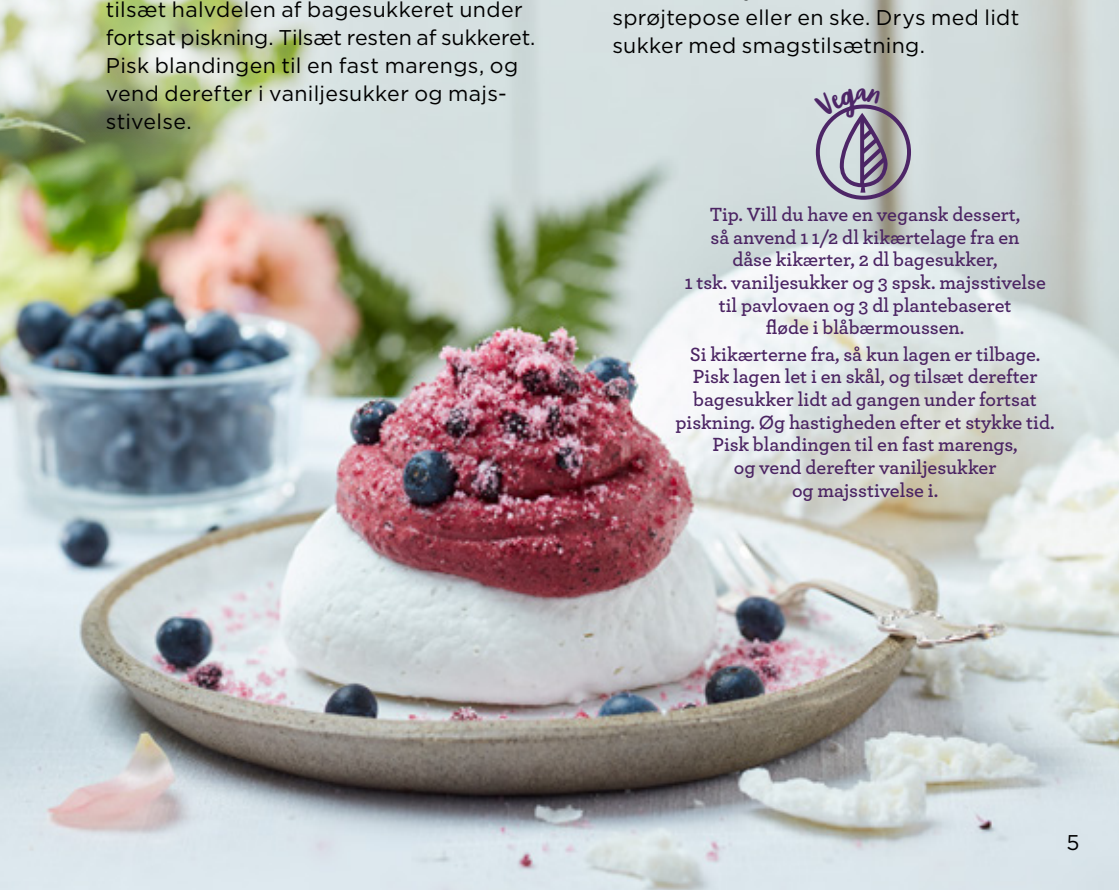 tilsæt halvdelen af bagesukkeret under
fortsat piskning. Tilsæt resten af sukkeret.
Pisk blandingen til en fast marengs, og
vend derefter i vaniljesukker og majs-
stivelse.
sprøjtepose eller en ske. Drys med lidt
sukker med smagstilsætning.
Vegan
Tip. Vill du have en vegansk dessert,
så anvend 1 1/2 dl kikærtelage fra en
dåse kikærter, 2 dl bagesukker,
1 tsk. vaniljesukker og 3 spsk. majsstivelse
til pavlovaen og 3 dl plantebaseret
fløde i blåbærmoussen.
Si kikærterne fra, så kun lagen er tilbage.
Pisk lagen let i en skål, og tilsæt derefter
bagesukker lidt ad gangen under fortsat
piskning. Øg hastigheden efter et stykke tid.
Pisk blandingen til en fast marengs,
og vend derefter vaniljesukker
og majsstivelse i.
5